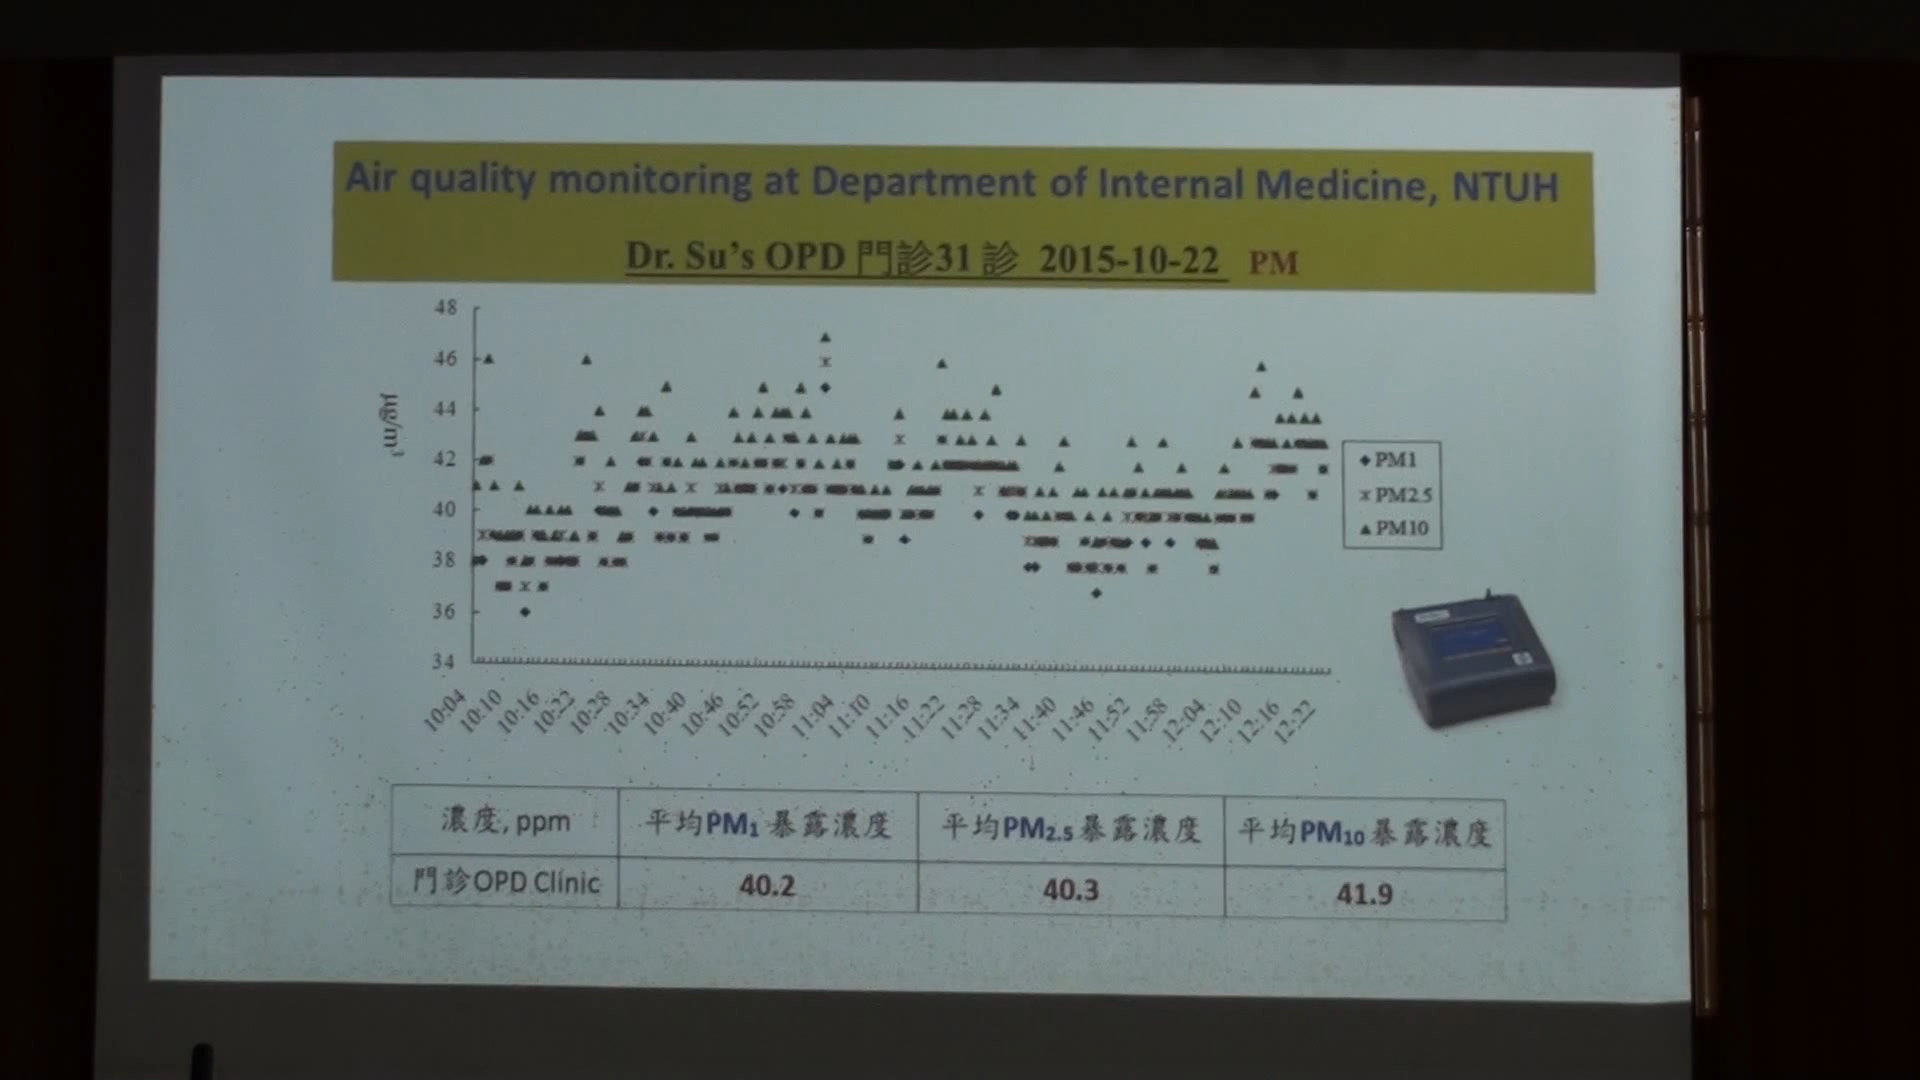 Air quality monitoring at Department of Internal Medicine, NTUH
Dr. Su's OPD 門診31 診 2015-10-22 PM
48
46
44
42
40
38
36
34
µg/m³
10:04 10:10 10:16 10:22 10:28 10:34 10:40 10:46 10:52 10:58 11:04 11:10 11:16 11:22 11:28 11:34 11:40 11:46 11:52 11:58 12:04 12:10 12:16 12:22
PM1
PM2.5
PM10
濃度, ppm 平均PM₁ 暴露濃度 平均PM₂.₅ 暴露濃度 平均PM₁₀ 暴露濃度
門診OPD Clinic 40.2 40.3 41.9